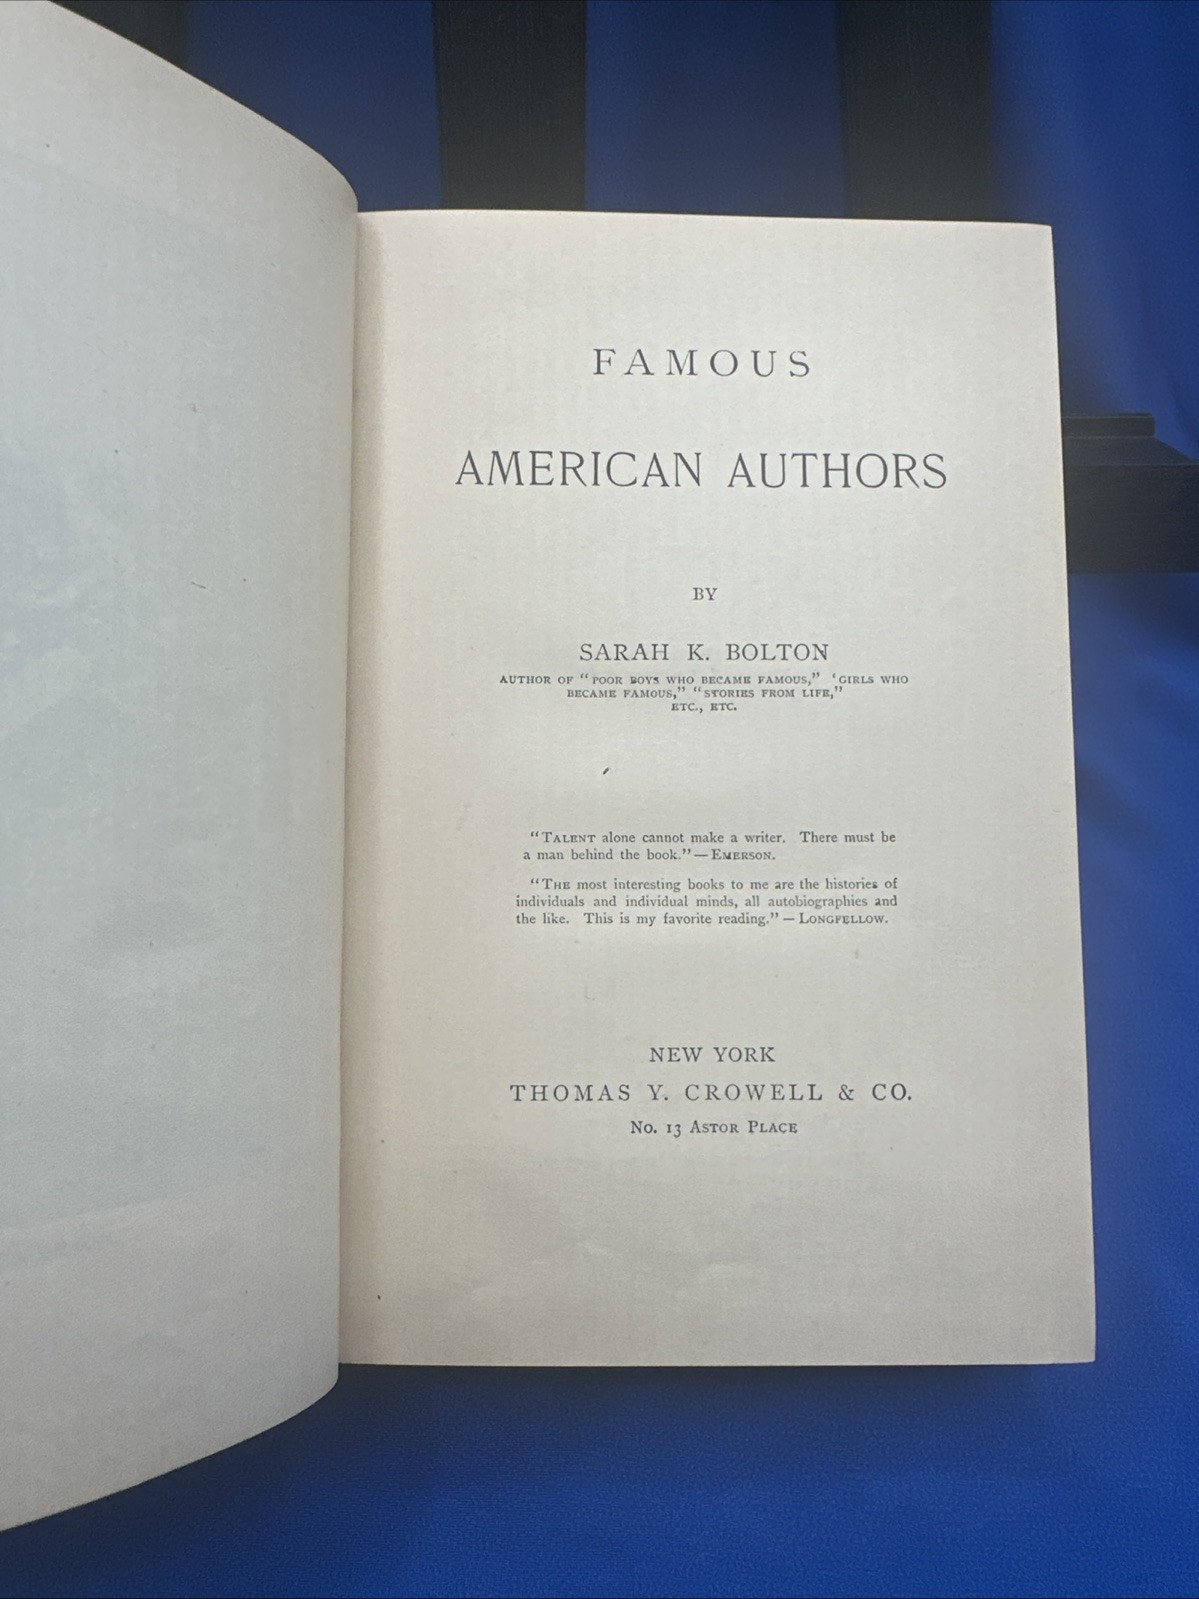 FAMOUS
AMERICAN AUTHORS
BY
SARAH K. BOLTON
AUTHOR OF "POOR BOYS WHO BECAME FAMOUS," 'GIRLS WHO
BECAME FAMOUS," "STORIES FROM LIFE,"
ETC., ETC.
"TALENT alone cannot make a writer. There must be
a man behind the book."—EMERSON.
"THE most interesting books to me are the histories of
individuals and individual minds, all autobiographies and
the like. This is my favorite reading."—LONGFELLOW.
NEW YORK
THOMAS Y. CROWELL & CO.
No. 13 ASTOR PLACE